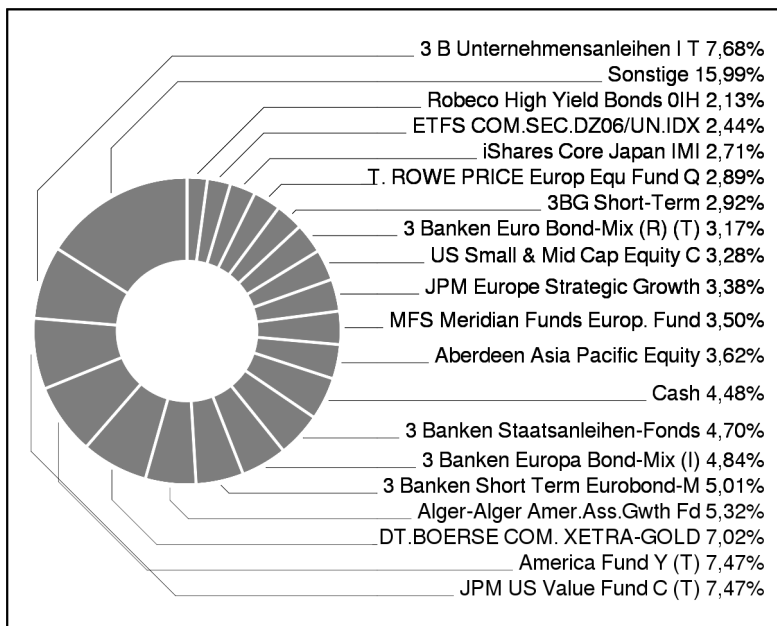 3 B Unternehmensanleihen I T 7,68%
Sonstige 15,99%
Robeco High Yield Bonds 0IH 2,13%
ETFS COM.SEC.DZ06/UN.IDX 2,44%
iShares Core Japan IMI 2,71%
T. ROWE PRICE Europ Equ Fund Q 2,89%
3BG Short-Term 2,92%
3 Banken Euro Bond-Mix (R) (T) 3,17%
US Small & Mid Cap Equity C 3,28%
JPM Europe Strategic Growth 3,38%
MFS Meridian Funds Europ. Fund 3,50%
Aberdeen Asia Pacific Equity 3,62%
Cash 4,48%
3 Banken Staatsanleihen-Fonds 4,70%
3 Banken Europa Bond-Mix (I) 4,84%
3 Banken Short Term Eurobond-M 5,01%
Alger-Alger Amer.Ass.Gwth Fd 5,32%
DT.BOERSE COM. XETRA-GOLD 7,02%
America Fund Y (T) 7,47%
JPM US Value Fund C (T) 7,47%